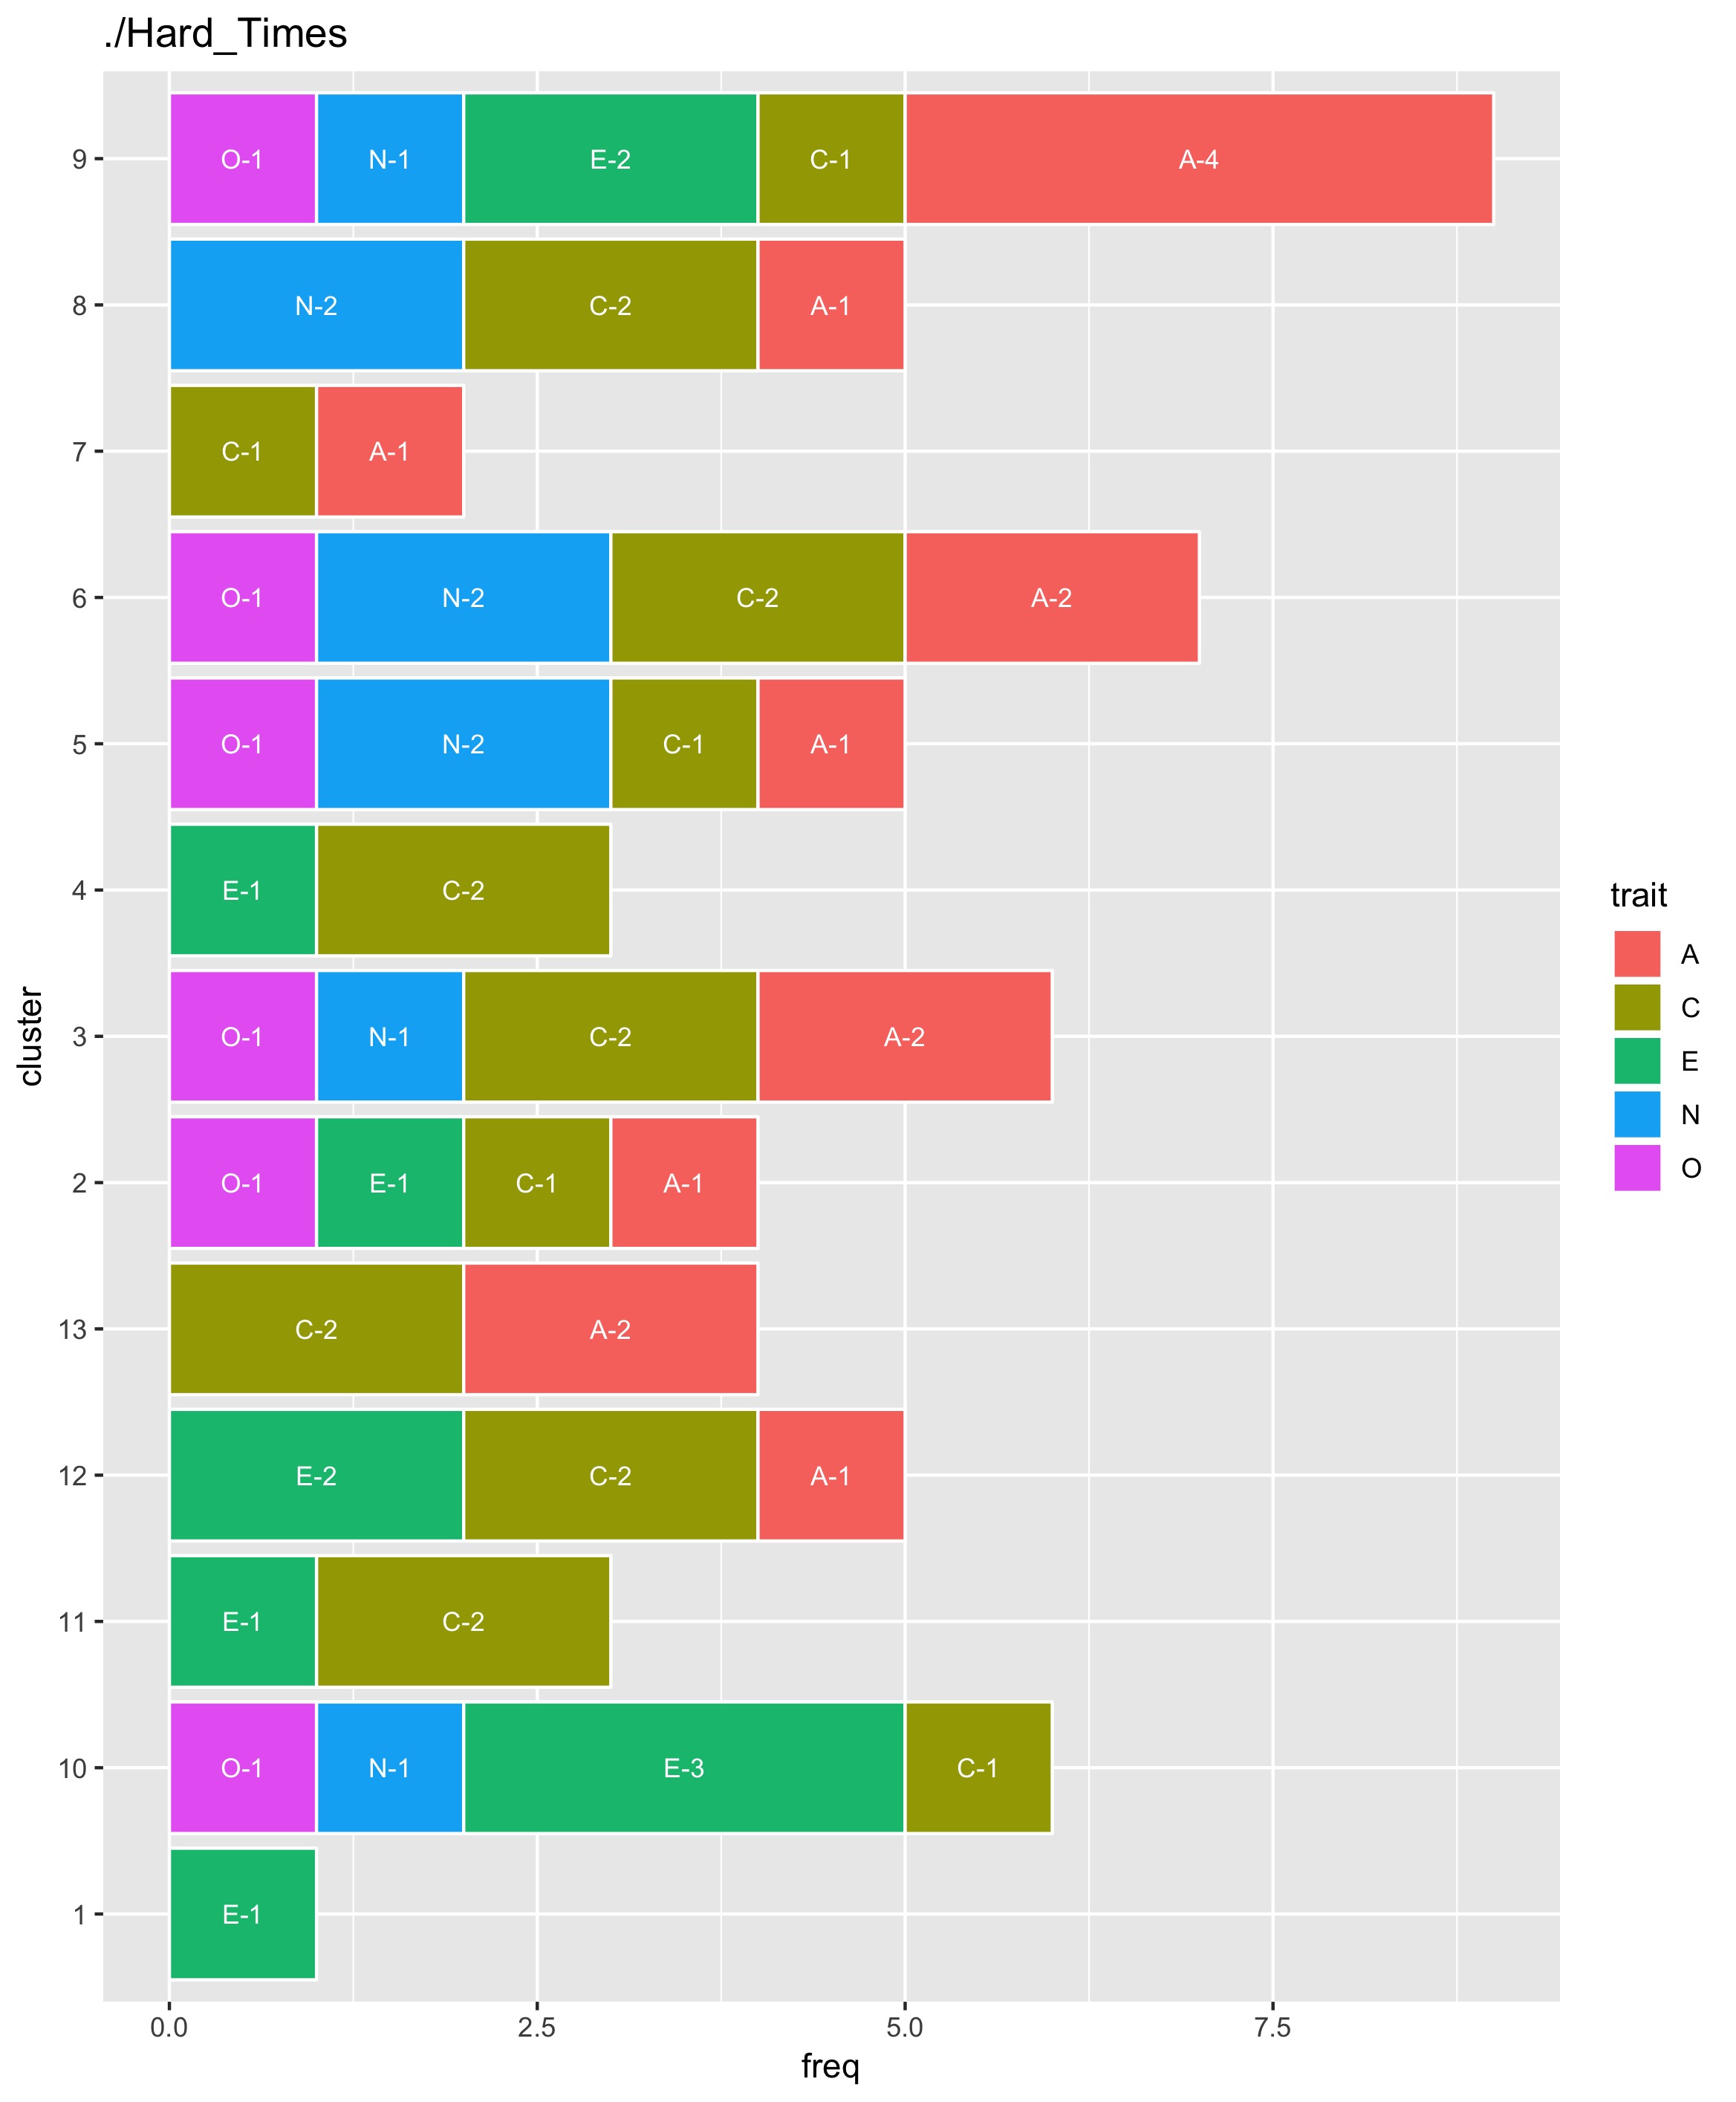 ./Hard_Times
9 O-1 N-1 E-2 C-1 A-4
8 N-2 C-2 A-1
7 C-1 A-1
6 O-1 N-2 C-2 A-2
5 O-1 N-2 C-1 A-1
4 E-1 C-2
3 O-1 N-1 C-2 A-2
2 O-1 E-1 C-1 A-1
13 C-2 A-2
12 E-2 C-2 A-1
11 E-1 C-2
10 O-1 N-1 E-3 C-1
1 E-1
0.0 2.5 5.0 7.5
freq
cluster
trait
A
C
E
N
O